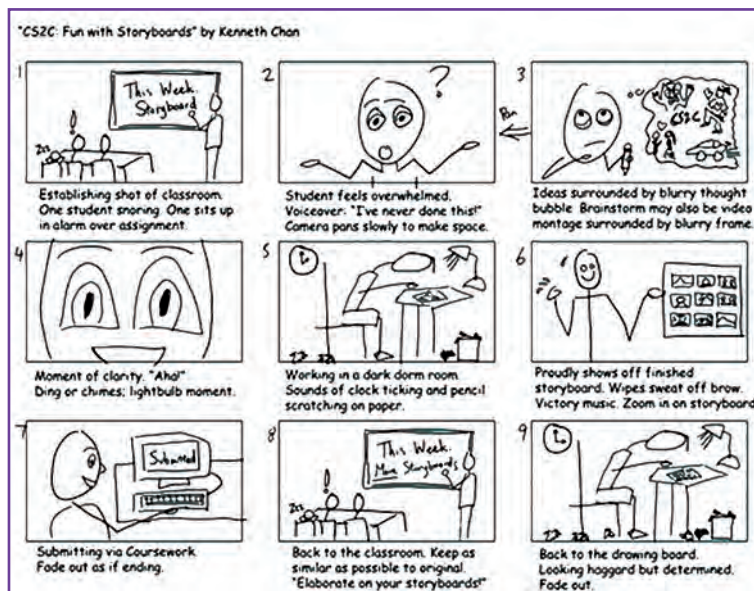 "CS2C: Fun with Storyboards" by Kenneth Chan
1
This Week:
Storyboard
!
Zzz
Establishing shot of classroom.
One student snoring. One sits up
in alarm over assignment.
2
?
Student feels overwhelmed.
Voiceover: "I've never done this!"
Camera pans slowly to make space.
Pan
3
CS2C
Ideas surrounded by blurry thought
bubble. Brainstorm may also be video
montage surrounded by blurry frame.
4
Moment of clarity. "Aha!"
Ding or chimes; lightbulb moment.
5
Working in a dark dorm room.
Sounds of clock ticking and pencil
scratching on paper.
6
Proudly shows off finished
storyboard. Wipes sweat off brow.
Victory music. Zoom in on storyboard
7
Submitted
Submitting via Coursework.
Fade out as if ending.
8
This Week:
More Storyboards
!
Zzz
Back to the classroom. Keep as
similar as possible to original.
"Elaborate on your storyboards!"
9
Back to the drawing board.
Looking haggard but determined.
Fade out.